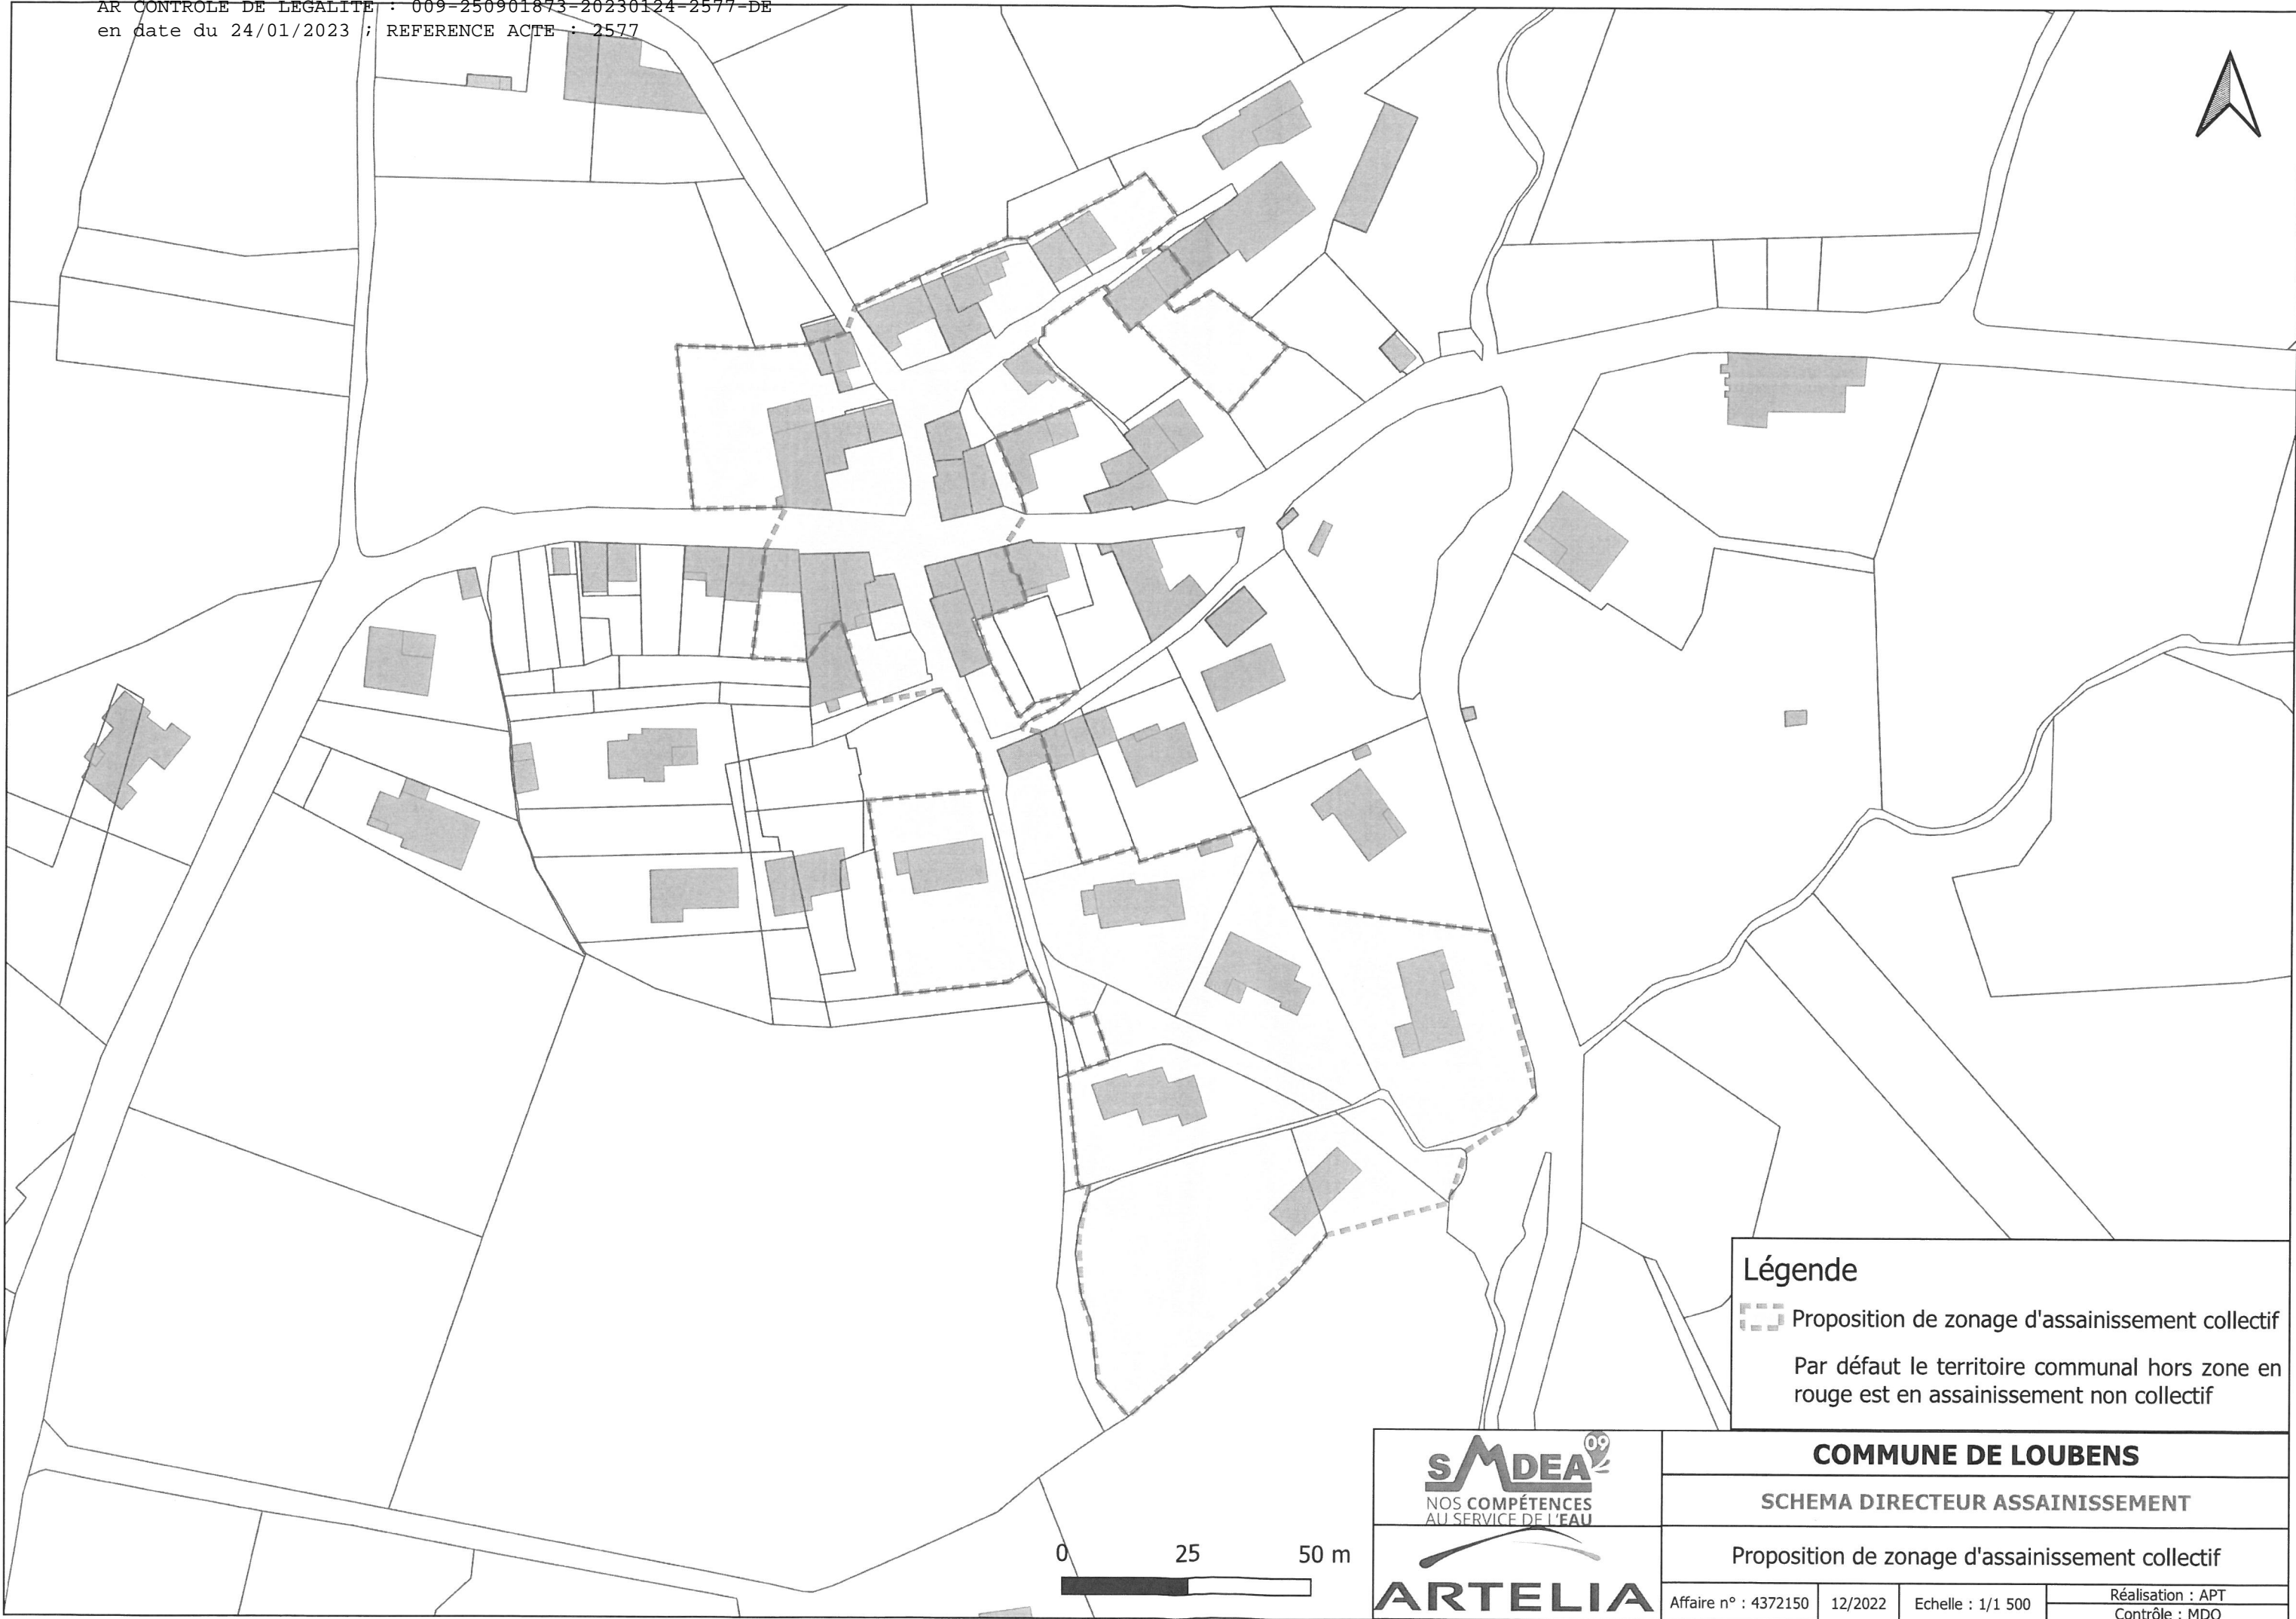 AR CONTROLE DE LEGALITE : 009-250901873-20230124-2577-DE
en date du 24/01/2023 ; REFERENCE ACTE : 2577
Légende
Proposition de zonage d'assainissement collectif
Par défaut le territoire communal hors zone en
rouge est en assainissement non collectif
SMDEA 09
NOS COMPÉTENCES
AU SERVICE DE L'EAU
ARTELIA
COMMUNE DE LOUBENS
SCHEMA DIRECTEUR ASSAINISSEMENT
Proposition de zonage d'assainissement collectif
Affaire n° : 4372150
12/2022
Echelle : 1/1 500
Réalisation : APT
Contrôle : MDO
0 25 50 m